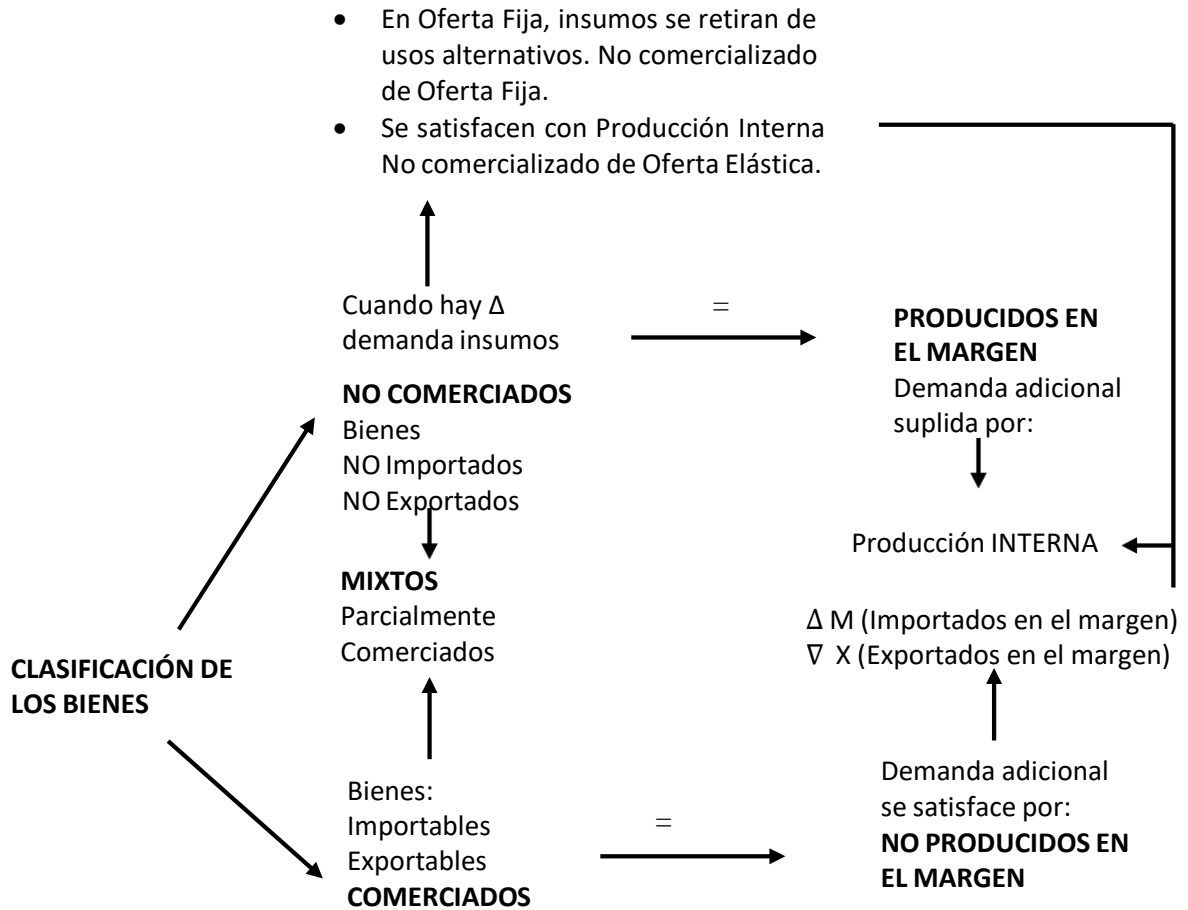 • En Oferta Fija, insumos se retiran de
usos alternativos. No comercializado
de Oferta Fija.
• Se satisfacen con Producción Interna
No comercializado de Oferta Elástica.
Cuando hay Δ
demanda insumos
=
PRODUCIDOS EN
EL MARGEN
Demanda adicional
suplida por:
NO COMERCIADOS
Bienes
NO Importados
NO Exportados
Producción INTERNA
MIXTOS
Parcialmente
Comerciados
Δ M (Importados en el margen)
∇ X (Exportados en el margen)
CLASIFICACIÓN DE
LOS BIENES
Bienes:
Importables
Exportables
COMERCIADOS
=
Demanda adicional
se satisface por:
NO PRODUCIDOS EN
EL MARGEN